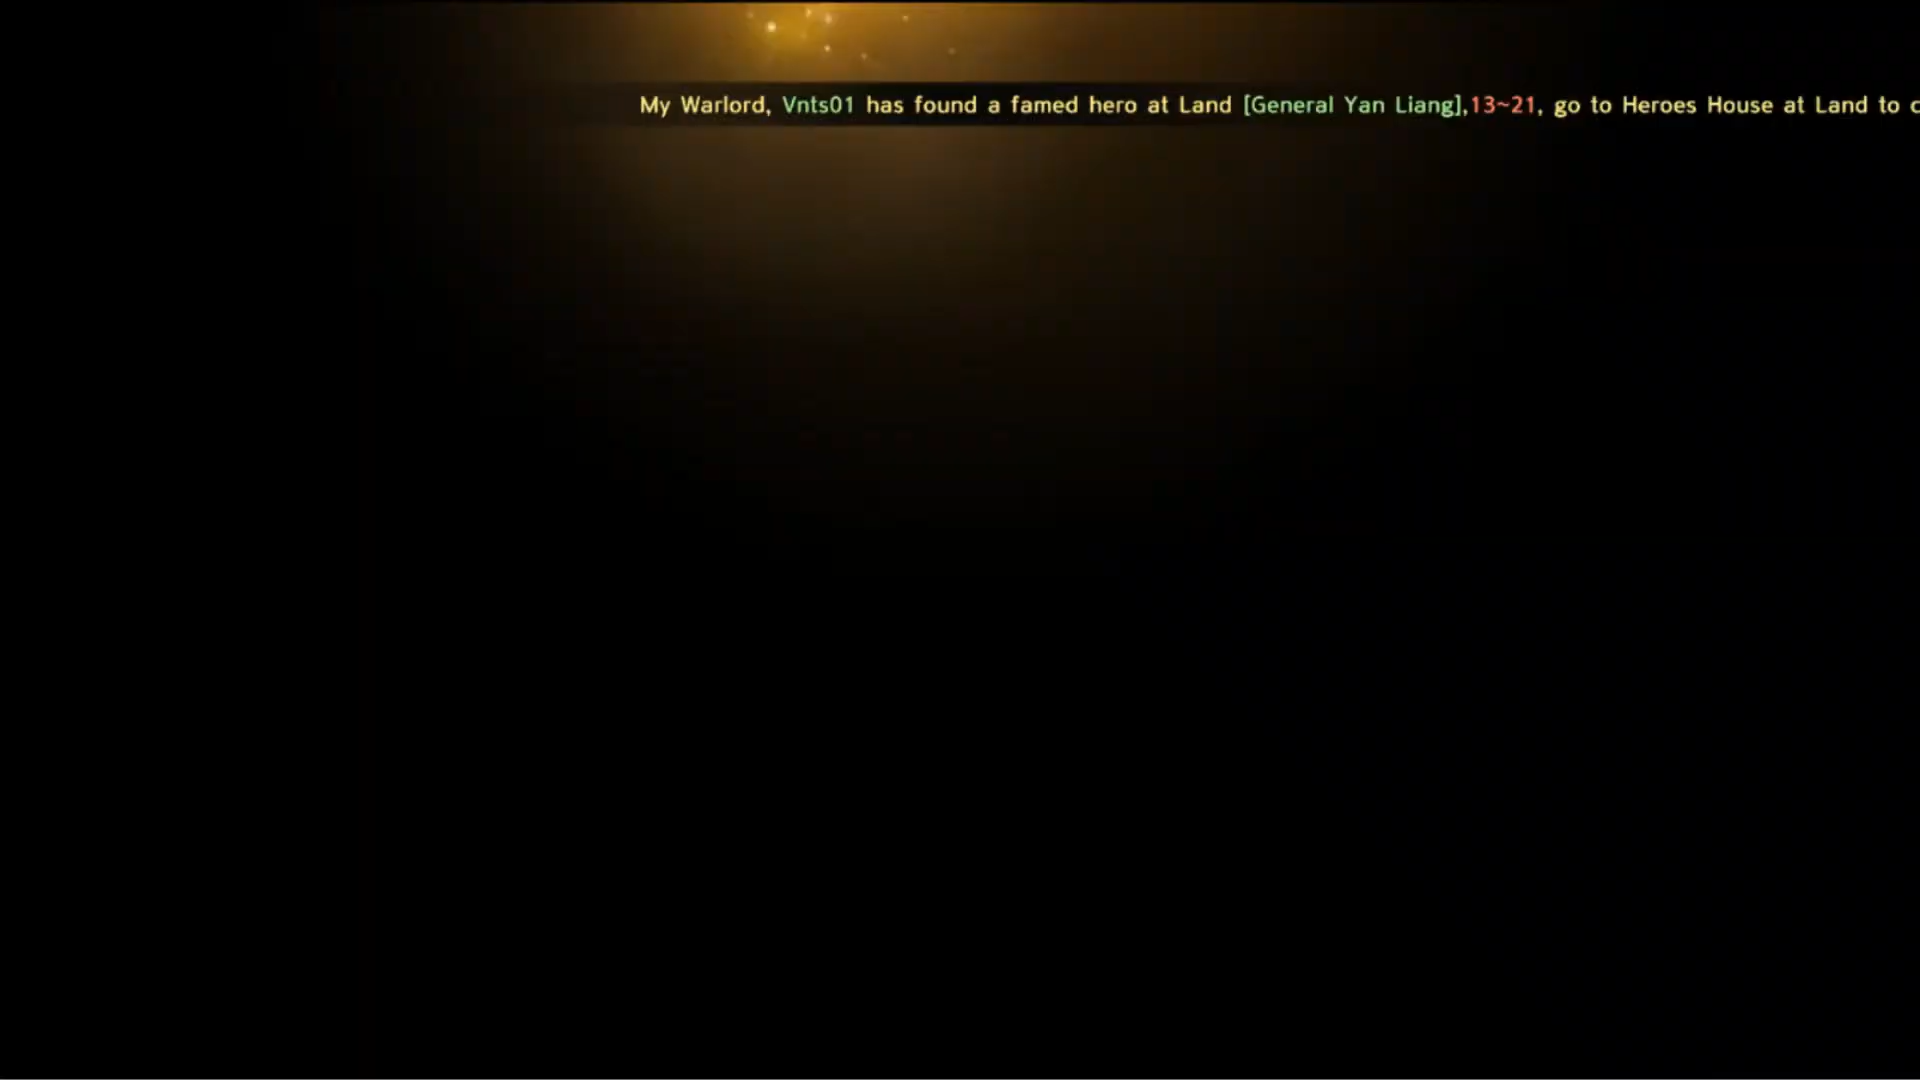 My Warlord, Vnts01 has found a famed hero at Land [General Yan Liang],13~21, go to Heroes House at Land to